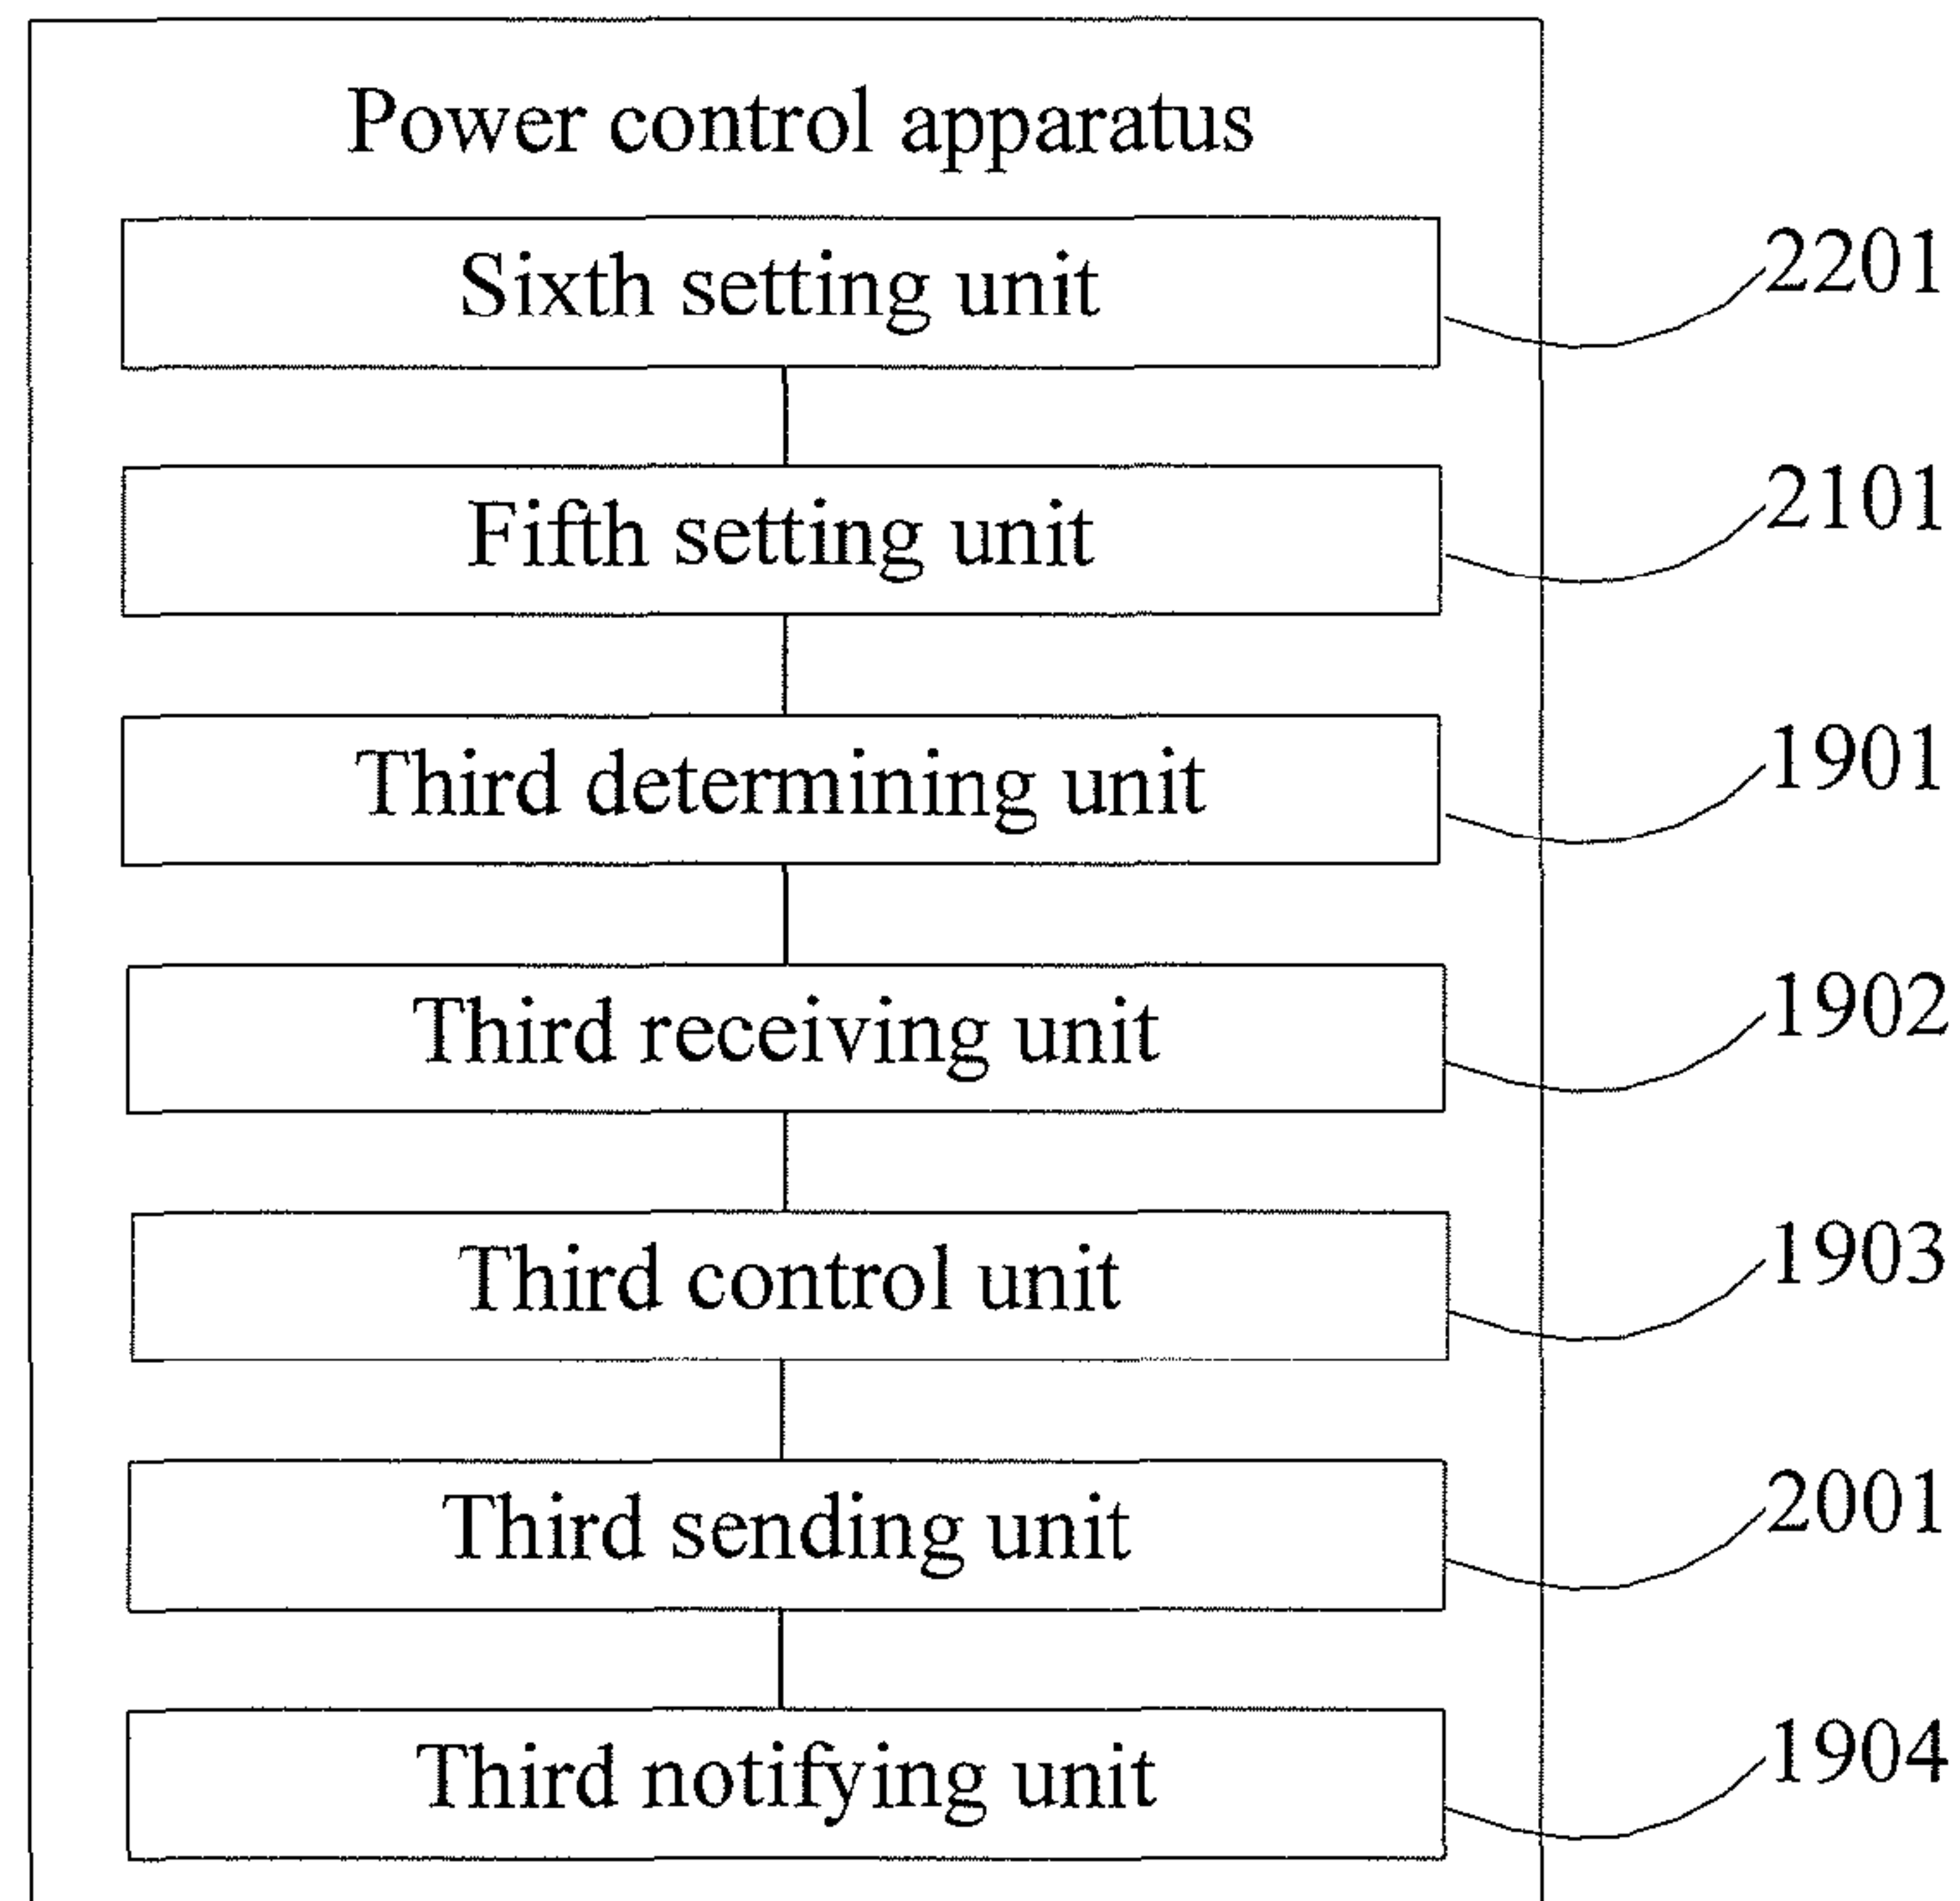 Power control apparatus
Sixth setting unit
2201
Fifth setting unit
2101
Third determining unit
1901
Third receiving unit
1902
Third control unit
1903
Third sending unit
2001
Third notifying unit
1904